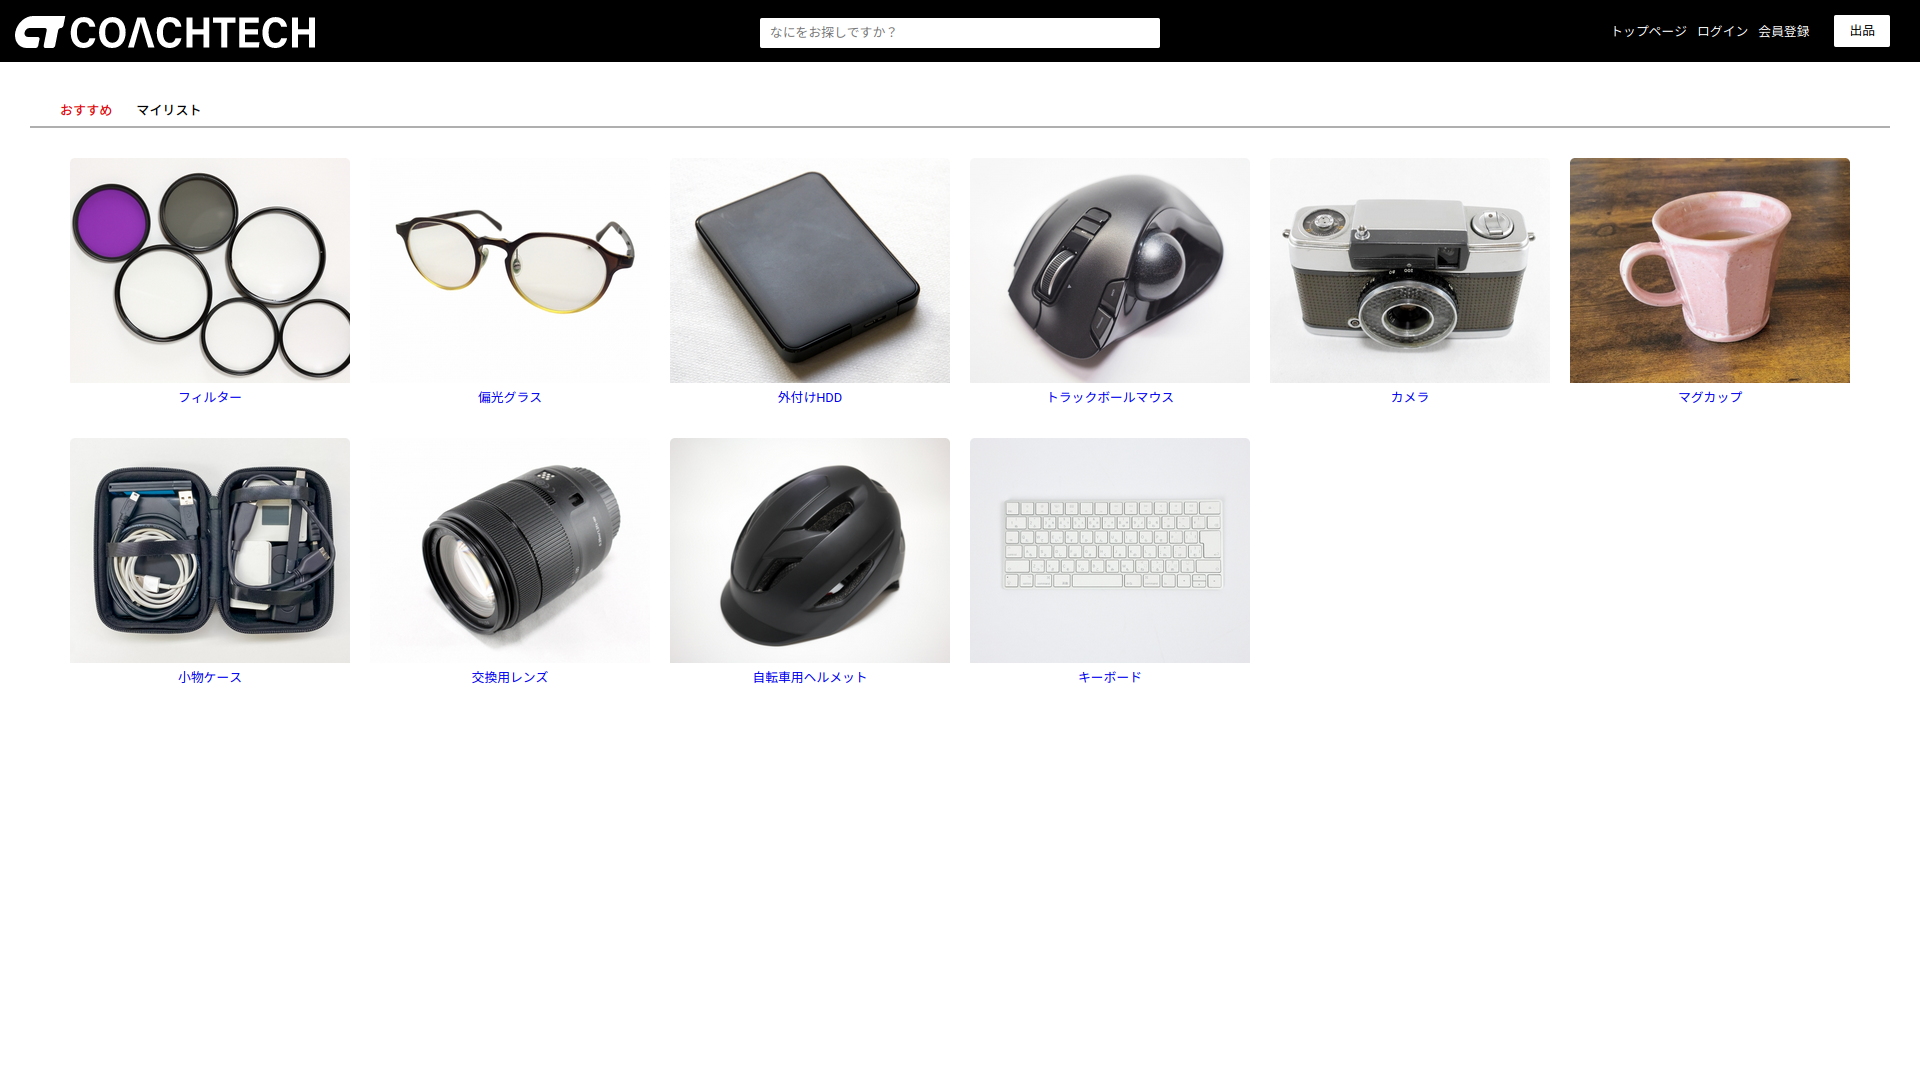 COACHTECH
なにをお探しですか？
トップページ ログイン 会員登録 出品
おすすめ マイリスト
フィルター 偏光グラス 外付けHDD トラックボールマウス カメラ マグカップ
小物ケース 交換用レンズ 自転車用ヘルメット キーボード